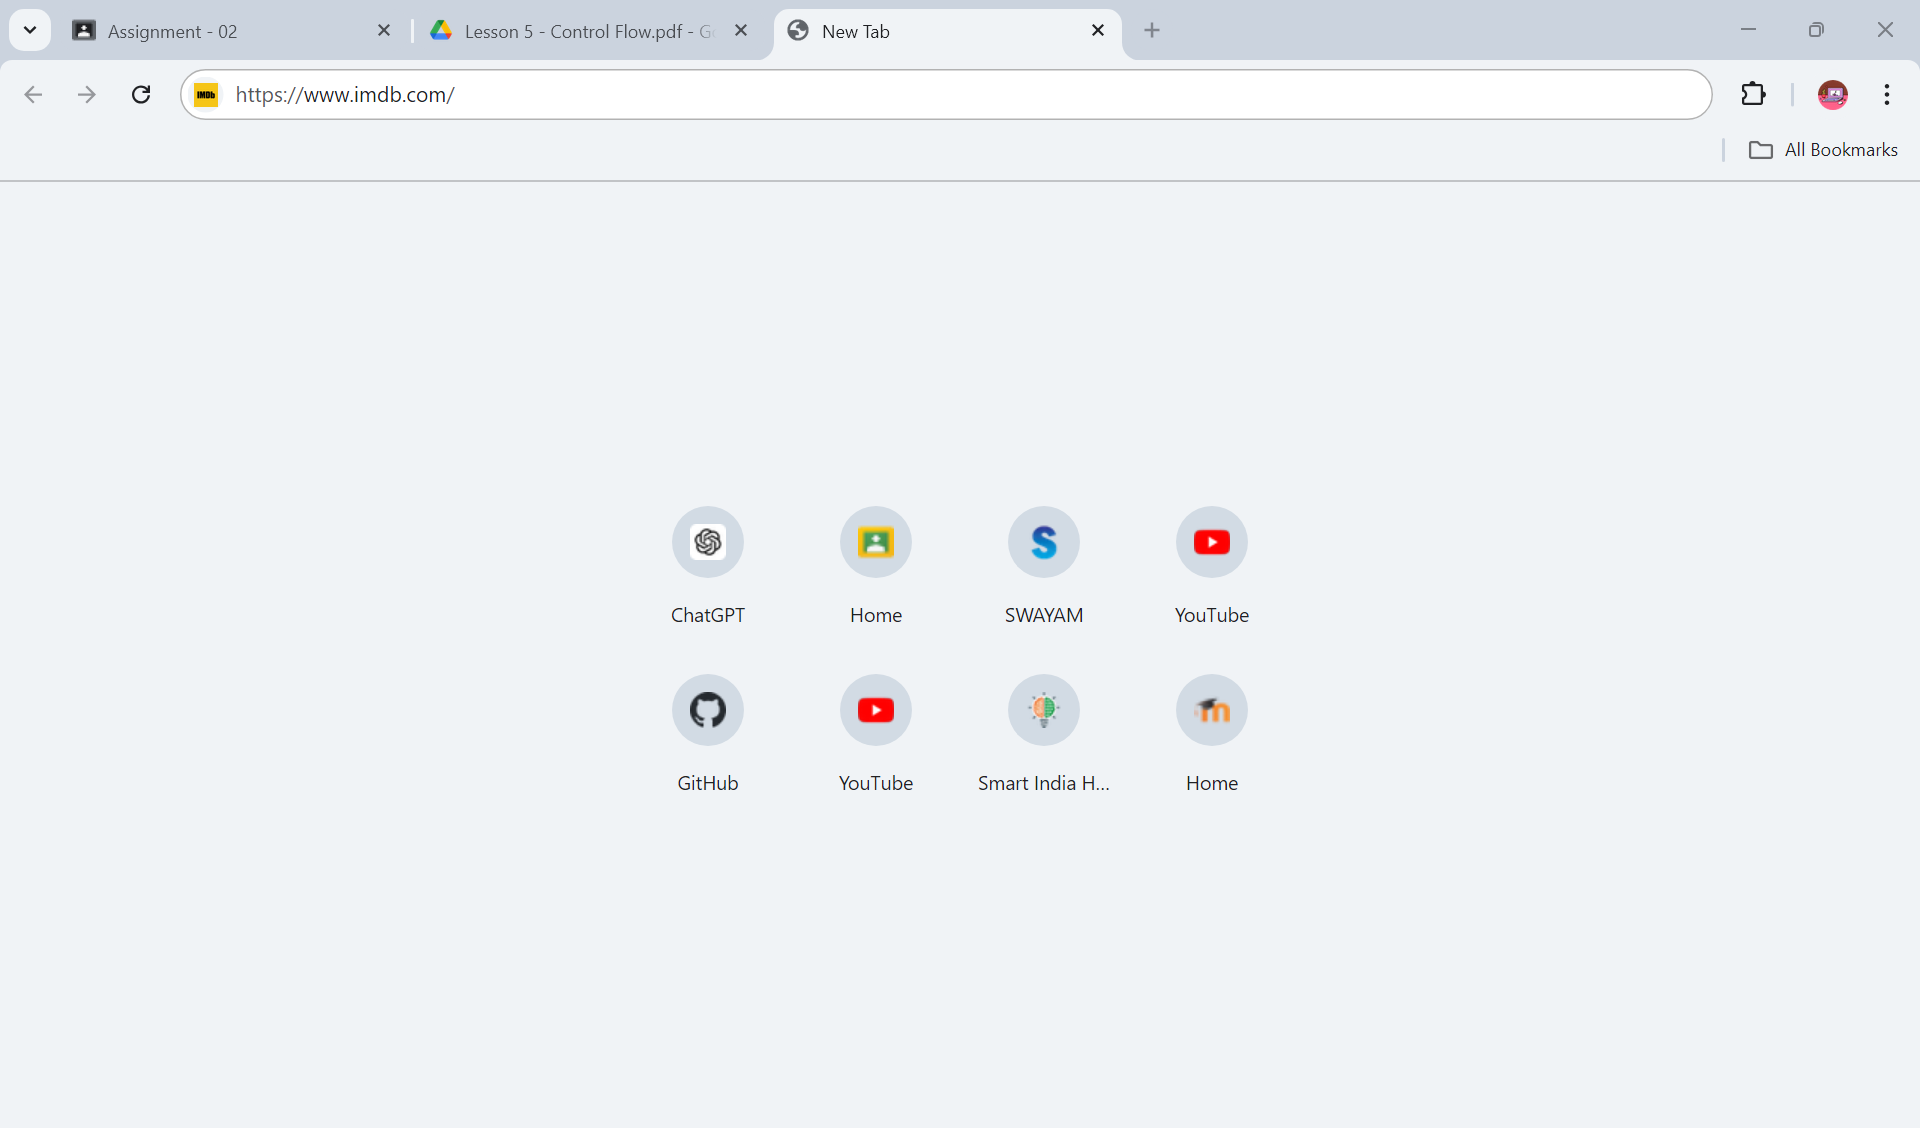 Assignment - 02
Lesson 5 - Control Flow.pdf - G
New Tab
IMDb
https://www.imdb.com/
All Bookmarks
ChatGPT
Home
SWAYAM
YouTube
GitHub
YouTube
Smart India H...
Home